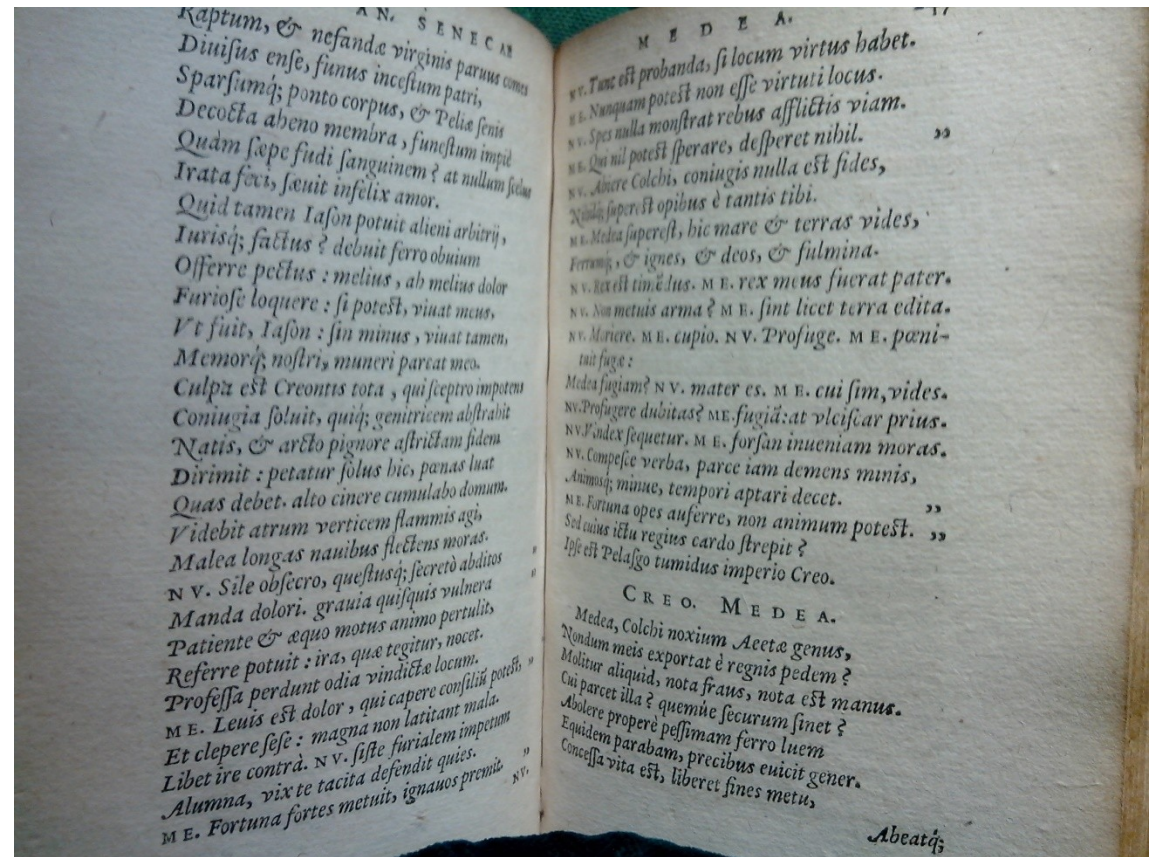 AN. SENECAE
Raptum, & nefandæ virginis paruus comes
Diuisus ense, funus incestum patri,
Sparsumq́; ponto corpus, & Peliæ senis
Decocta aheno membra, funestum impiè
Quàm sæpe fudi sanguinem? at nullum scelus
Irata feci, sæuit infelix amor.
Quid tamen Iason potuit alieni arbitrij,
Iurisq́; factus? debuit ferro obuium
Offerre pectus: melius, ah melius dolor
Furiose loquere: si potest, viuat meus,
Vt fuit, Iason: sin minus, viuat tamen,
Memorq́; nostri, muneri parcat meo.
Culpa est Creontis tota, qui sceptro impotens
Coniugia soluit, quiq́; genitricem abstrahit
Natis, & arcto pignore astrictam fidem
Dirimit: petatur solus hic, pœnas luat
Quas debet. alto cinere cumulabo domum.
Videbit atrum verticem flammis agi,
Malea longas nauibus flectens moras.
NV. Sile obsecro, questusq́; secretò abditos "
Manda dolori. grauia quisquis vulnera "
Patiente & æquo motus animo pertulit,
Referre potuit: ira, quæ tegitur, nocet.
Professa perdunt odia vindictæ locum.
ME. Leuis est dolor, qui capere consiliũ potest, "
Et clepere sese: magna non latitant mala.
Libet ire contrà. NV. siste furialem impetum
Alumna, vix te tacita defendit quies. "
ME. Fortuna fortes metuit, ignauos premit.
NV.
MEDEA.
NV. Tunc est probanda, si locum virtus habet.
ME. Nunquam potest non esse virtuti locus.
NV. Spes nulla monstrat rebus afflictis viam.
ME. Qui nil potest sperare, desperet nihil. "
NV. Abiere Colchi, coniugis nulla est fides,
Nihilq́; superest opibus è tantis tibi.
ME. Medea superest, hic mare & terras vides,
Ferrumq́;, & ignes, & deos, & fulmina.
NV. Rex est timẽdus. ME. rex meus fuerat pater.
NV. Non metuis arma? ME. sint licet terra edita.
NV. Moriere. ME. cupio. NV. Profuge. ME. pœni-
tuit fugæ:
Medea fugiam? NV. mater es. ME. cui sim, vides.
NV. Profugere dubitas? ME. fugiã: at vlciscar prius.
NV. Vindex sequetur. ME. forsan inueniam moras.
NV. Compesce verba, parce iam demens minis,
Animosq́; minue, tempori aptari decet. "
ME. Fortuna opes auferre, non animum potest. "
Sed cuius ictu regius cardo strepit?
Ipse est Pelasgo tumidus imperio Creo.
CREO. MEDEA.
Medea, Colchi noxium Aeetæ genus,
Nondum meis exportat è regnis pedem?
Molitur aliquid, nota fraus, nota est manus.
Cui parcet illa? quemúe securum sinet?
Abolere properè pessimam ferro luem
Equidem parabam, precibus euicit gener.
Concessa vita est, liberet fines metu,
Abeatq́;